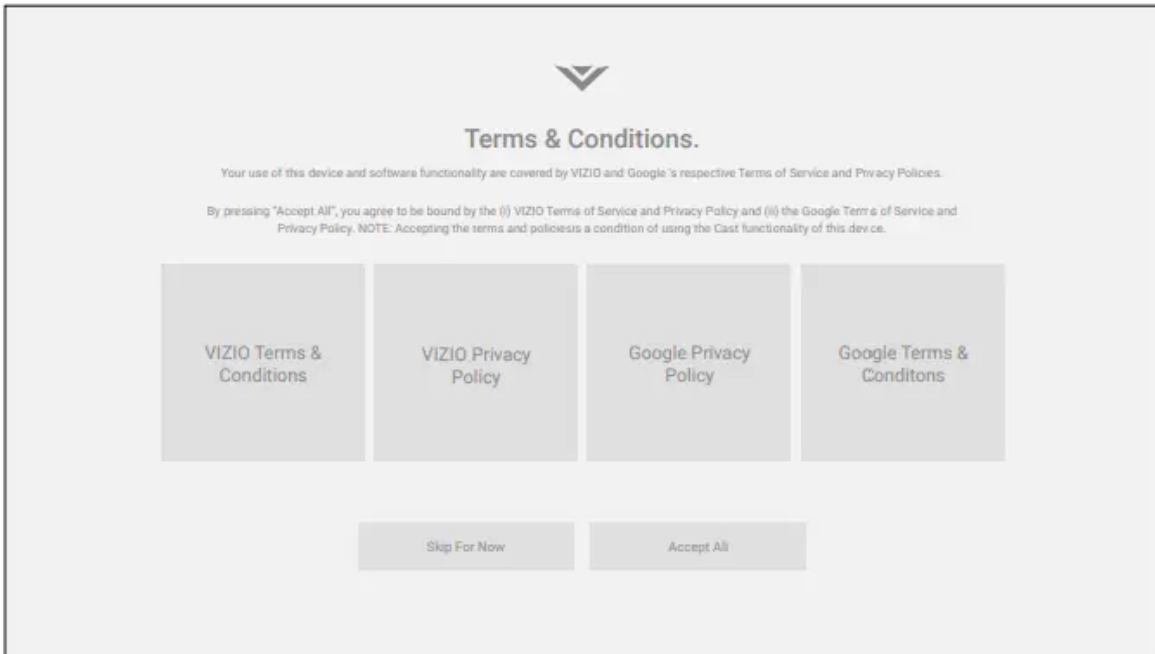 Terms & Conditions.
Your use of this device and software functionality are covered by VIZIO and Google 's respective Terms of Service and Privacy Policies.
By pressing "Accept All", you agree to be bound by the (i) VIZIO Terms of Service and Privacy Policy and (ii) the Google Terms of Service and
Privacy Policy. NOTE: Accepting the terms and policiesis a condition of using the Cast functionality of this device.
VIZIO Terms &
Conditions
VIZIO Privacy
Policy
Google Privacy
Policy
Google Terms &
Conditons
Skip For Now
Accept All